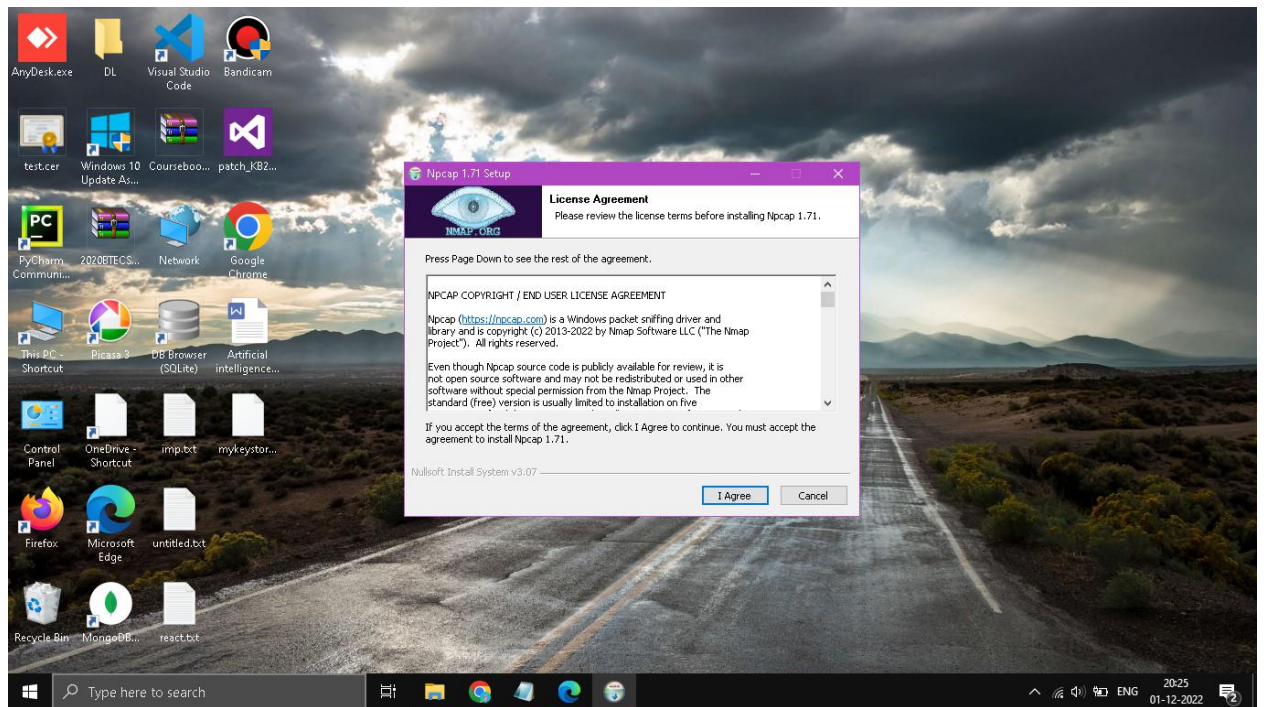 AnyDesk.exe
DL
Visual Studio
Code
Bandicam
test.cer
Windows 10
Update As...
Courseboo...
patch_KB2...
PC
PyCharm
Communi...
2020BTECS...
Network
Google
Chrome
This PC -
Shortcut
Picasa 3
DB Browser
(SQLite)
Artificial
intelligence...
Control
Panel
OneDrive -
Shortcut
imp.txt
mykeystor...
Firefox
Microsoft
Edge
untitled.txt
Recycle Bin
MongoDB...
react.txt
Npcap 1.71 Setup
NMAP.ORG
License Agreement
Please review the license terms before installing Npcap 1.71.
Press Page Down to see the rest of the agreement.
NPCAP COPYRIGHT / END USER LICENSE AGREEMENT
Npcap (https://npcap.com) is a Windows packet sniffing driver and
library and is copyright (c) 2013-2022 by Nmap Software LLC ("The Nmap
Project"). All rights reserved.
Even though Npcap source code is publicly available for review, it is
not open source software and may not be redistributed or used in other
software without special permission from the Nmap Project. The
standard (free) version is usually limited to installation on five
If you accept the terms of the agreement, click I Agree to continue. You must accept the
agreement to install Npcap 1.71.
Nullsoft Install System v3.07
I Agree
Cancel
Type here to search
ENG
20:25
01-12-2022
2